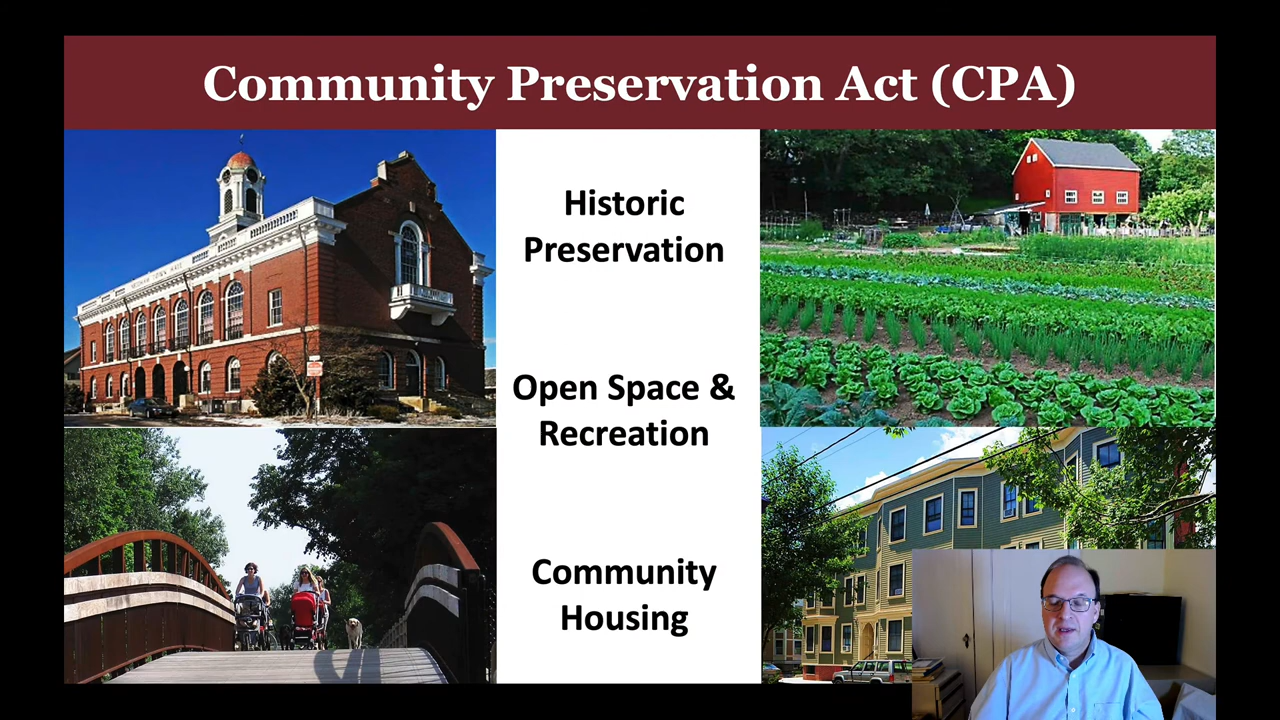 Community Preservation Act (CPA)
Historic
Preservation
Open Space &
Recreation
Community
Housing